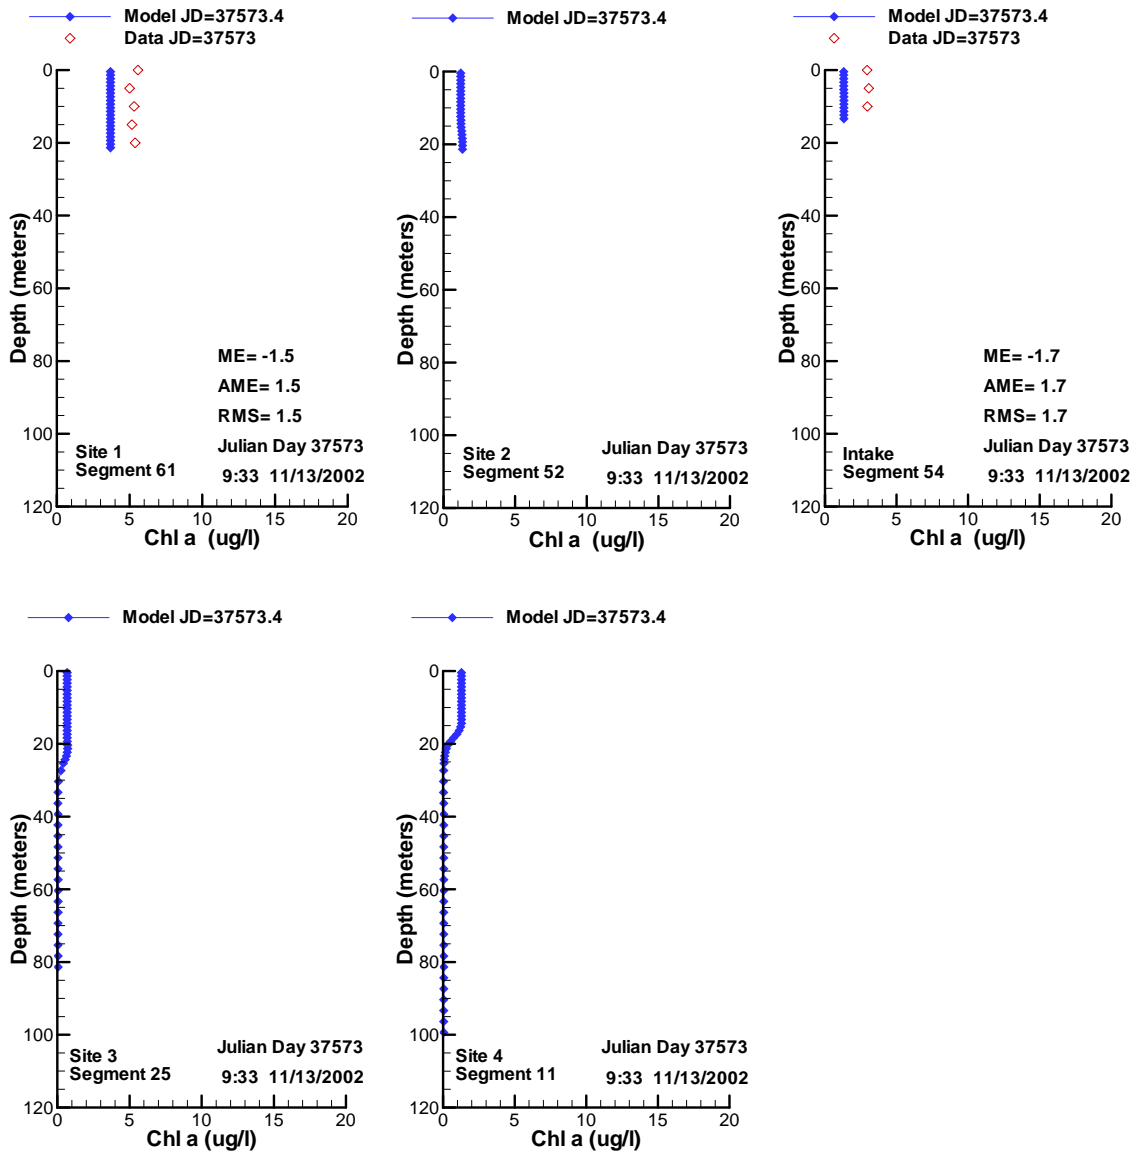 Model JD=37573.4
Data JD=37573
0
20
40
60
80
100
120
Depth (meters)
ME= -1.5
AME= 1.5
RMS= 1.5
Site 1
Segment 61
Julian Day 37573
9:33 11/13/2002
0 5 10 15 20
Chl a (ug/l)
Model JD=37573.4
0
20
40
60
80
100
120
Depth (meters)
Site 2
Segment 52
Julian Day 37573
9:33 11/13/2002
0 5 10 15 20
Chl a (ug/l)
Model JD=37573.4
Data JD=37573
0
20
40
60
80
100
120
Depth (meters)
ME= -1.7
AME= 1.7
RMS= 1.7
Intake
Segment 54
Julian Day 37573
9:33 11/13/2002
0 5 10 15 20
Chl a (ug/l)
Model JD=37573.4
0
20
40
60
80
100
120
Depth (meters)
Site 3
Segment 25
Julian Day 37573
9:33 11/13/2002
0 5 10 15 20
Chl a (ug/l)
Model JD=37573.4
0
20
40
60
80
100
120
Depth (meters)
Site 4
Segment 11
Julian Day 37573
9:33 11/13/2002
0 5 10 15 20
Chl a (ug/l)